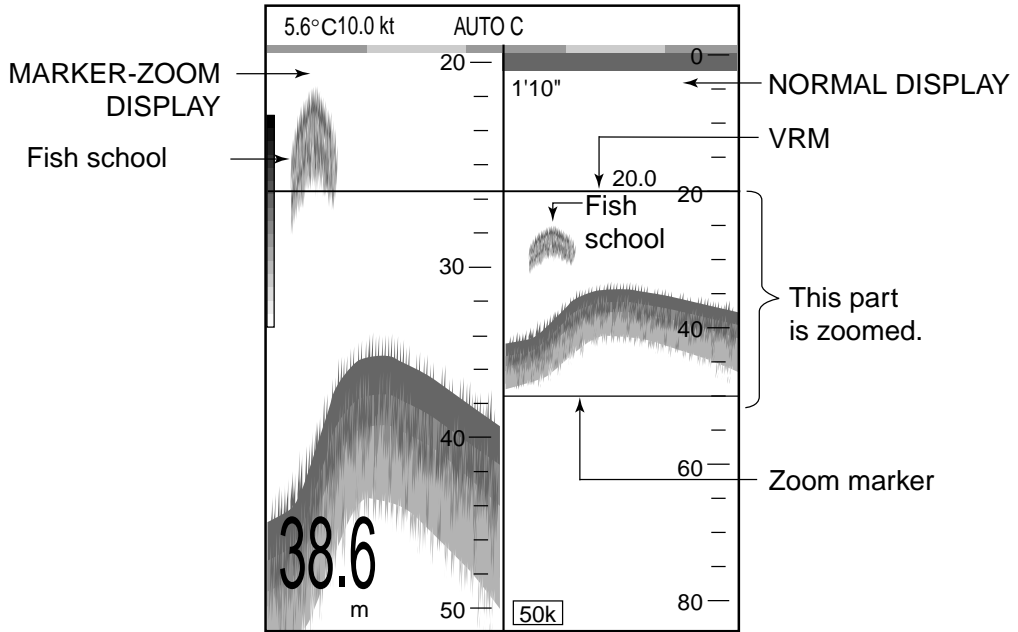 5.6°C10.0 kt AUTO C
MARKER-ZOOM
DISPLAY
Fish school
20
30
40
50
38.6
m
0
1'10"
NORMAL DISPLAY
VRM
20.0
20
Fish
school
This part
is zoomed.
40
Zoom marker
60
80
50k